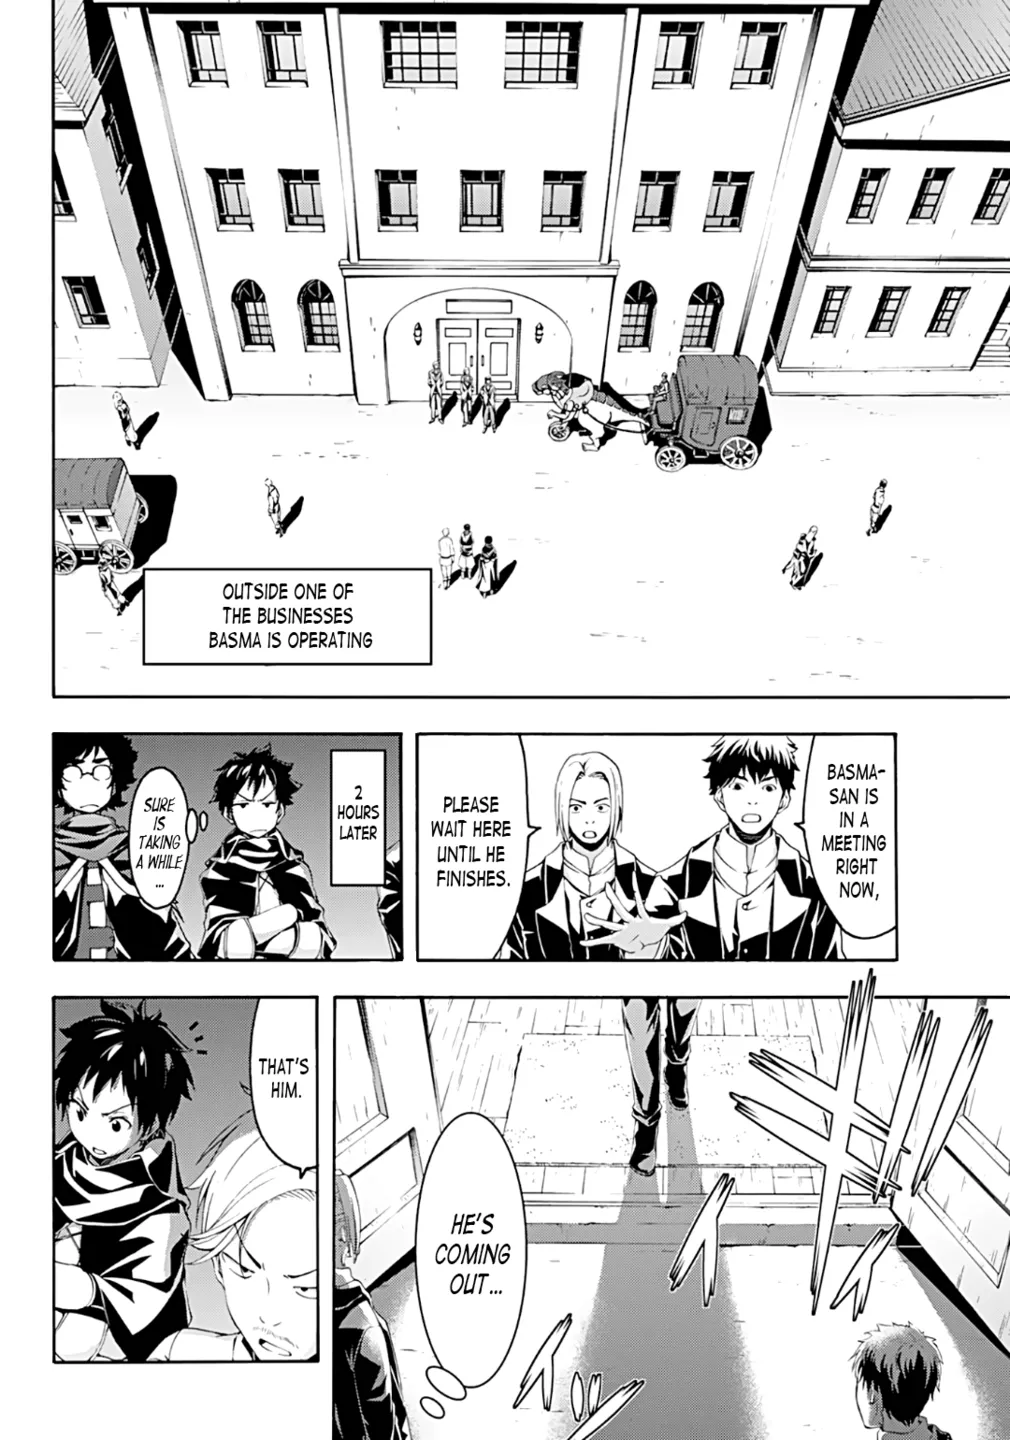 OUTSIDE ONE OF
THE BUSINESSES
BASMA IS OPERATING
BASMA-
SAN IS
IN A
MEETING
RIGHT
NOW,
PLEASE
WAIT HERE
UNTIL HE
FINISHES.
2
HOURS
LATER
SURE
IS
TAKING
A WHILE
...
THAT'S
HIM.
HE'S
COMING
OUT...